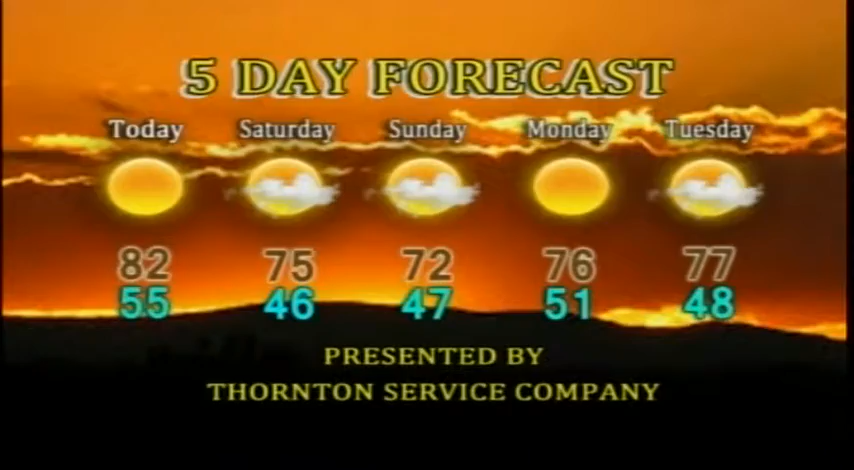 5 DAY FORECAST
Today Saturday Sunday Monday Tuesday
82 75 72 76 77
55 46 47 51 48
PRESENTED BY
THORNTON SERVICE COMPANY